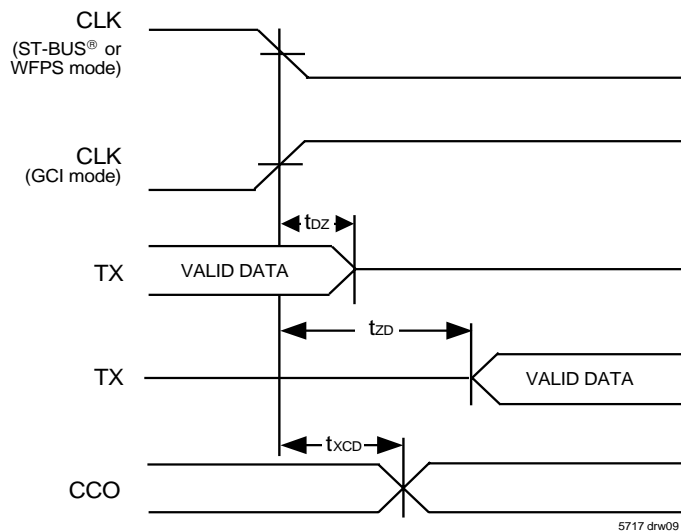 CLK
(ST-BUS® or
WFPS mode)
CLK
(GCI mode)
tDZ
TX
VALID DATA
tZD
TX
VALID DATA
tXCD
CCO
5717 drw09